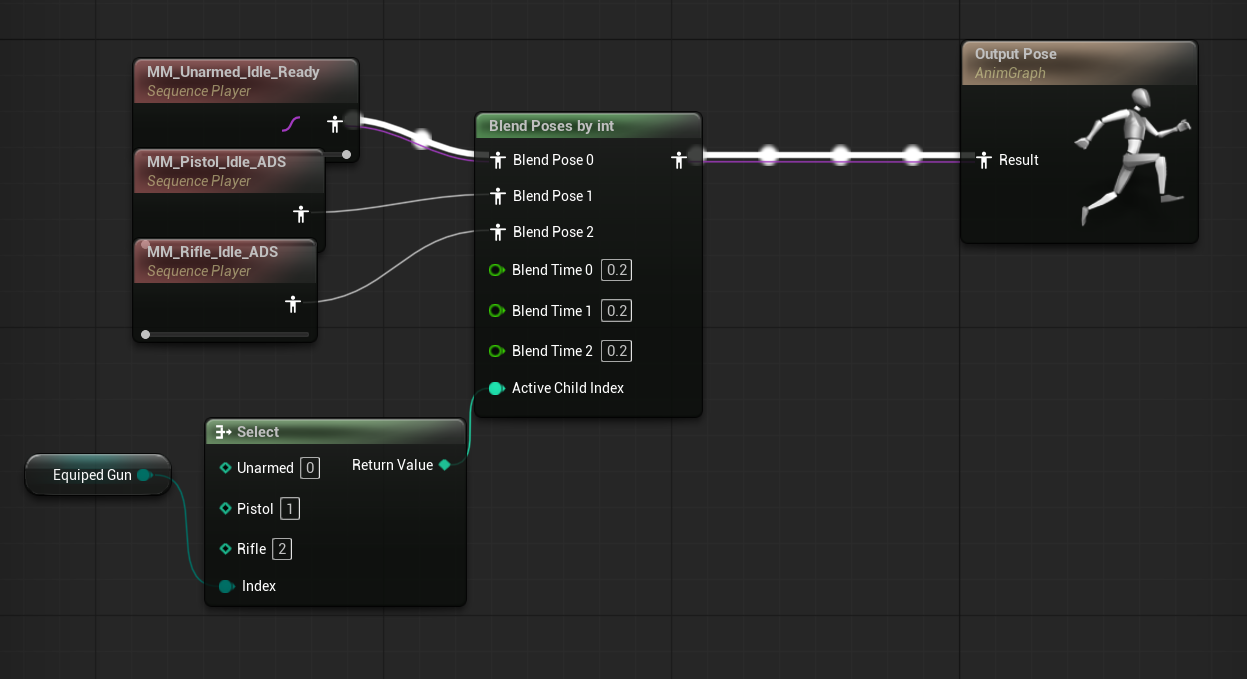 MM_Unarmed_Idle_Ready
Sequence Player
MM_Pistol_Idle_ADS
Sequence Player
MM_Rifle_Idle_ADS
Sequence Player
Blend Poses by int
Blend Pose 0
Blend Pose 1
Blend Pose 2
Blend Time 0 0.2
Blend Time 1 0.2
Blend Time 2 0.2
Active Child Index
Output Pose
AnimGraph
Result
Equiped Gun
Select
Unarmed 0
Return Value
Pistol 1
Rifle 2
Index